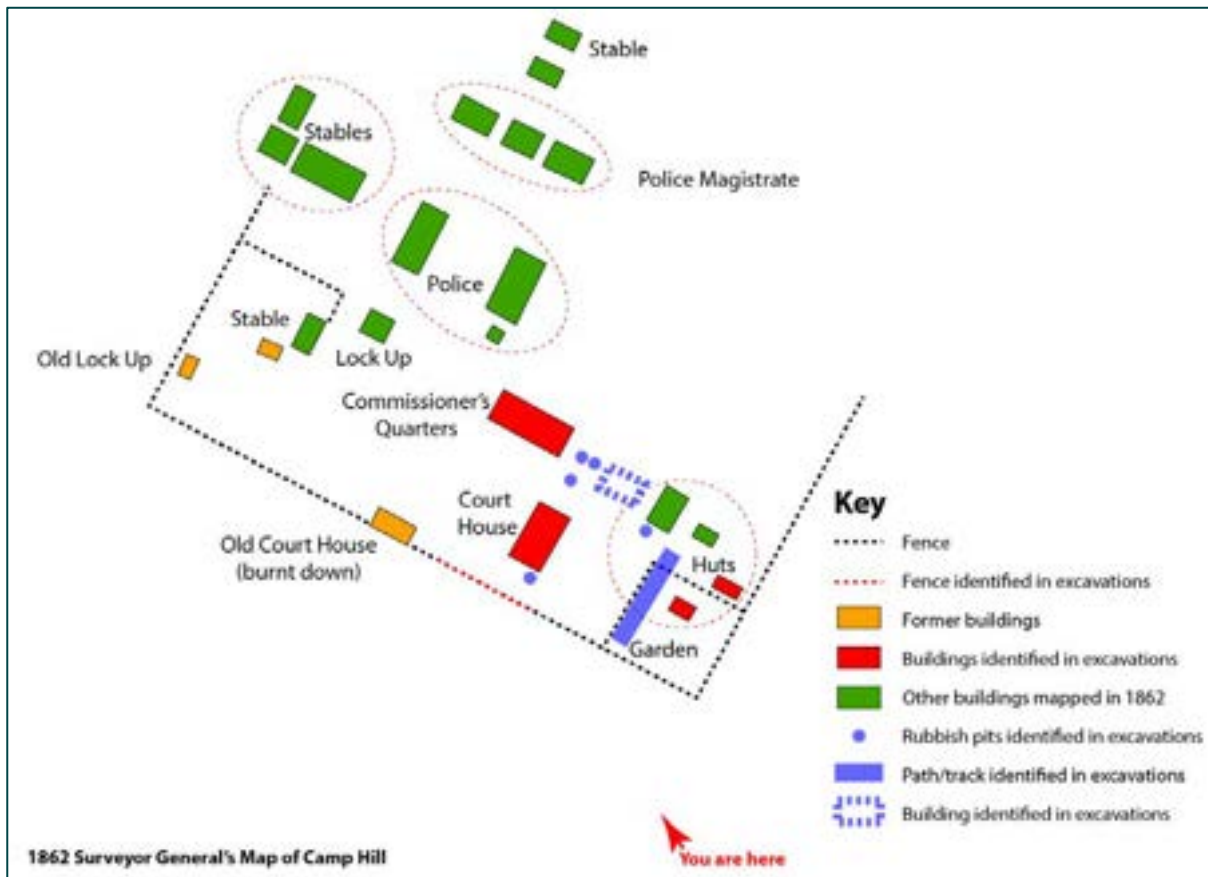 Stable
Stables
Police Magistrate
Police
Stable
Old Lock Up
Lock Up
Commissioner's
Quarters
Court
House
Old Court House
(burnt down)
Huts
Garden
Key
Fence
Fence identified in excavations
Former buildings
Buildings identified in excavations
Other buildings mapped in 1862
Rubbish pits identified in excavations
Path/track identified in excavations
Building identified in excavations
1862 Surveyor General's Map of Camp Hill
You are here